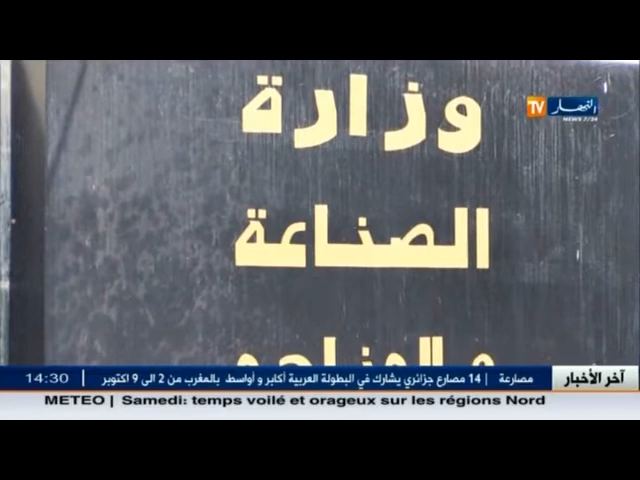 وزارة
TV النهار
NEWS 7/24
الصناعة
والمناجم
آخر الأخبار
مصارعة | 14 مصارع جزائري يشارك في البطولة العربية أكابر و أواسط بالمغرب من 2 الى 9 اكتوبر
14:30
METEO | Samedi: temps voilé et orageux sur les régions Nord